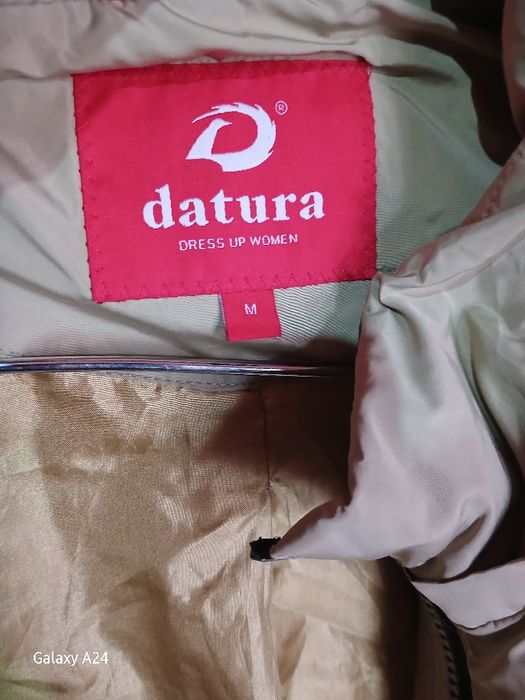 ®
datura
DRESS UP WOMEN
M
Galaxy A24